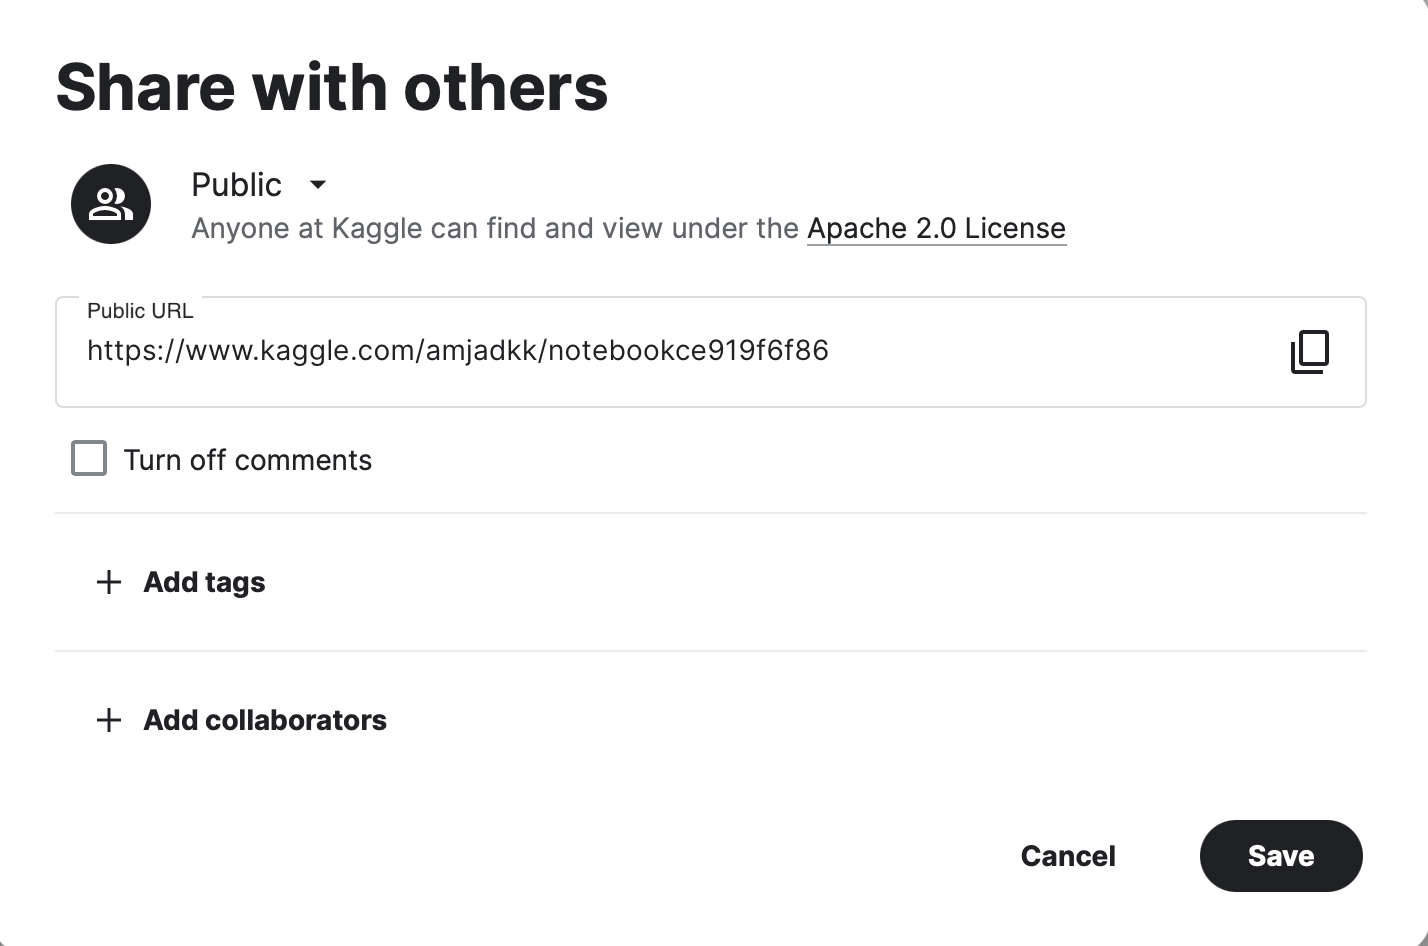 Share with others
Public
Anyone at Kaggle can find and view under the Apache 2.0 License
Public URL
https://www.kaggle.com/amjadkk/notebookce919f6f86
Turn off comments
Add tags
Add collaborators
Cancel Save